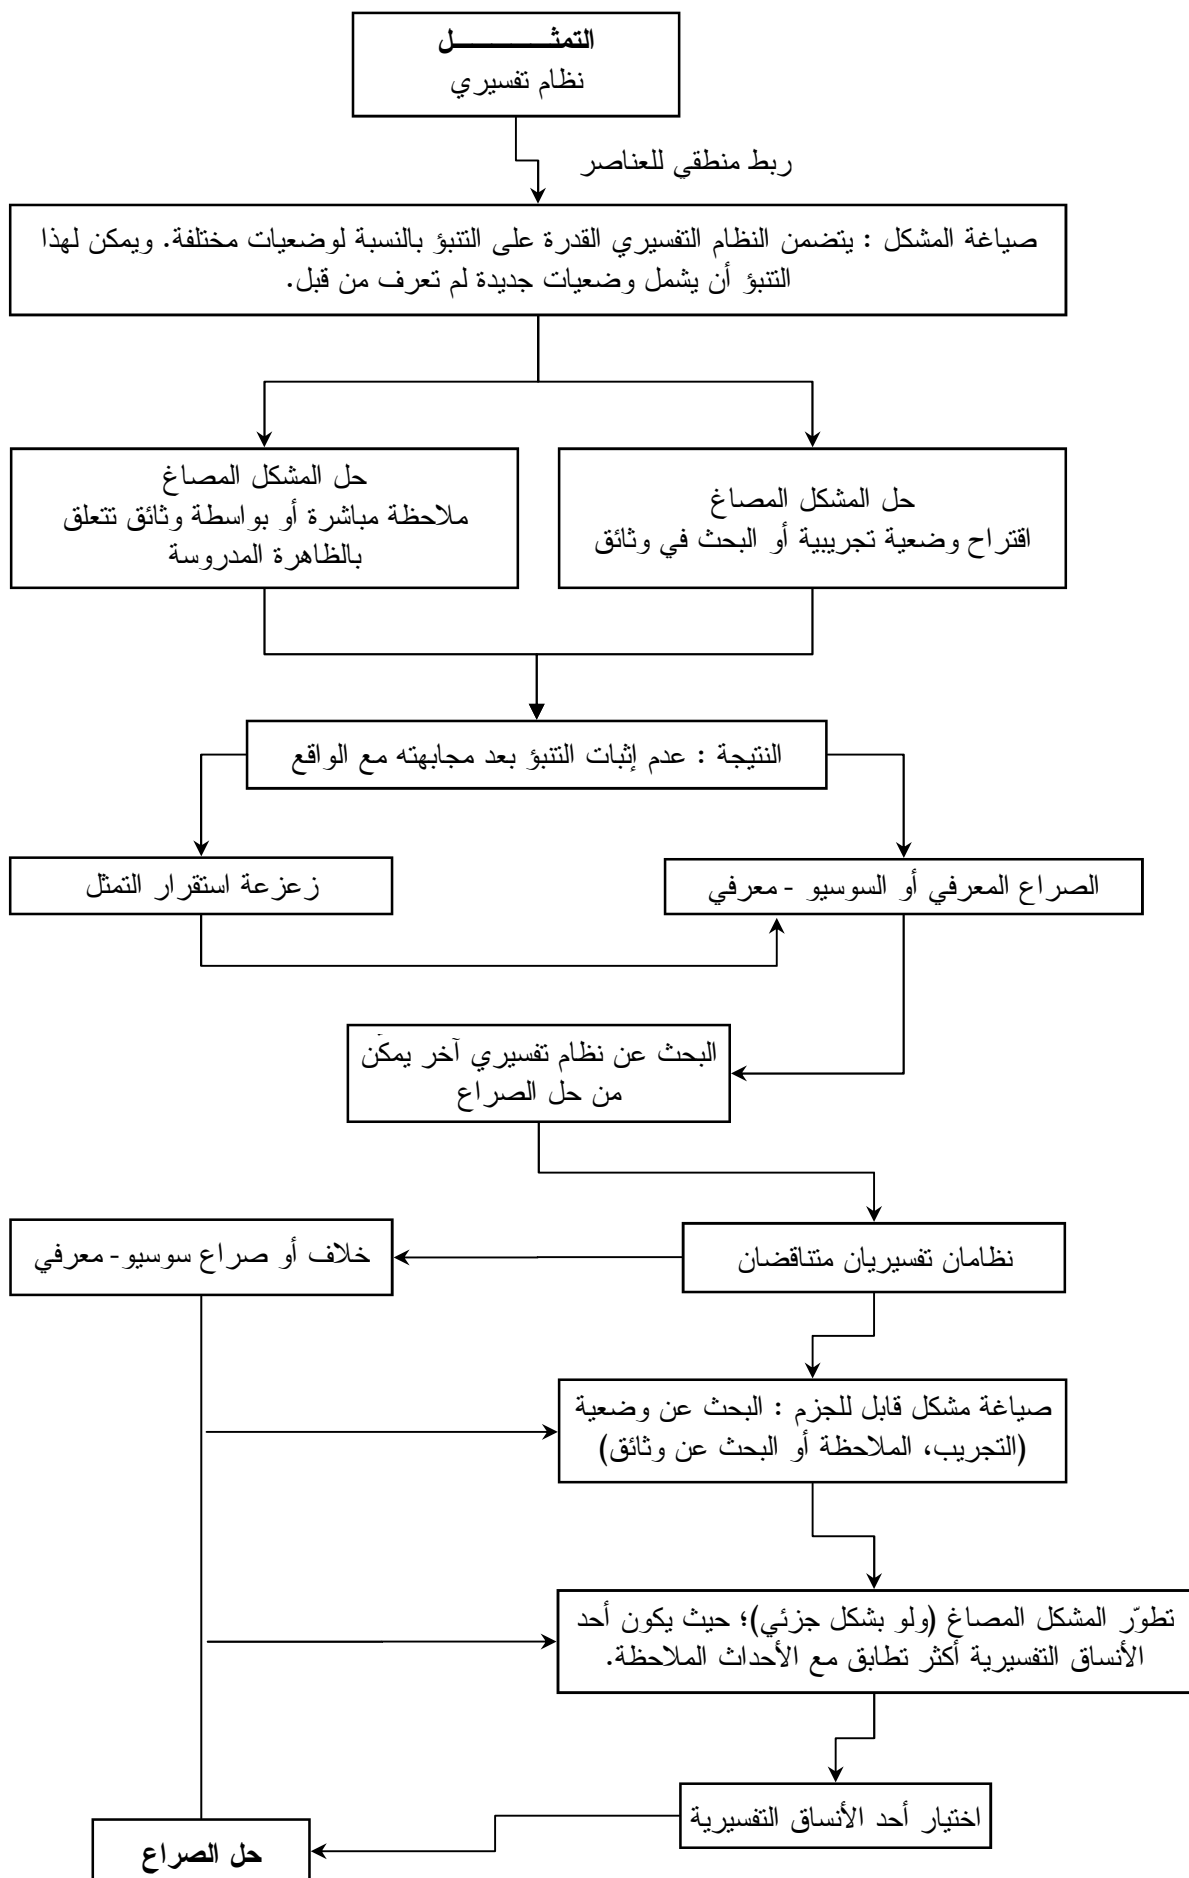 التمثــــــــــــل
نظام تفسيري
ربط منطقي للعناصر
صياغة المشكل : يتضمن النظام التفسيري القدرة على التنبؤ بالنسبة لوضعيات مختلفة. ويمكن لهذا
التنبؤ أن يشمل وضعيات جديدة لم تعرف من قبل.
حل المشكل المصاغ
اقتراح وضعية تجريبية أو البحث في وثائق
حل المشكل المصاغ
ملاحظة مباشرة أو بواسطة وثائق تتعلق
بالظاهرة المدروسة
النتيجة : عدم إثبات التنبؤ بعد مجابهته مع الواقع
الصراع المعرفي أو السوسيو - معرفي
زعزعة استقرار التمثل
البحث عن نظام تفسيري آخر يمكّن
من حل الصراع
نظامان تفسيريان متناقضان
خلاف أو صراع سوسيو- معرفي
صياغة مشكل قابل للجزم : البحث عن وضعية
(التجريب، الملاحظة أو البحث عن وثائق)
تطوّر المشكل المصاغ (ولو بشكل جزئي)؛ حيث يكون أحد
الأنساق التفسيرية أكثر تطابق مع الأحداث الملاحظة.
اختيار أحد الأنساق التفسيرية
حل الصراع